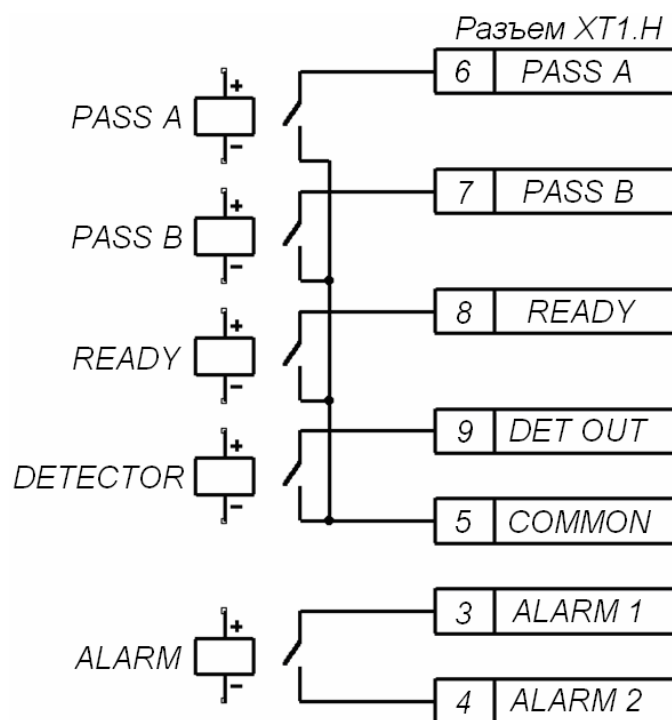 Разъем XT1.H
6 PASS A
PASS A + −
7 PASS B
PASS B + −
8 READY
READY + −
9 DET OUT
DETECTOR + −
5 COMMON
3 ALARM 1
ALARM + −
4 ALARM 2